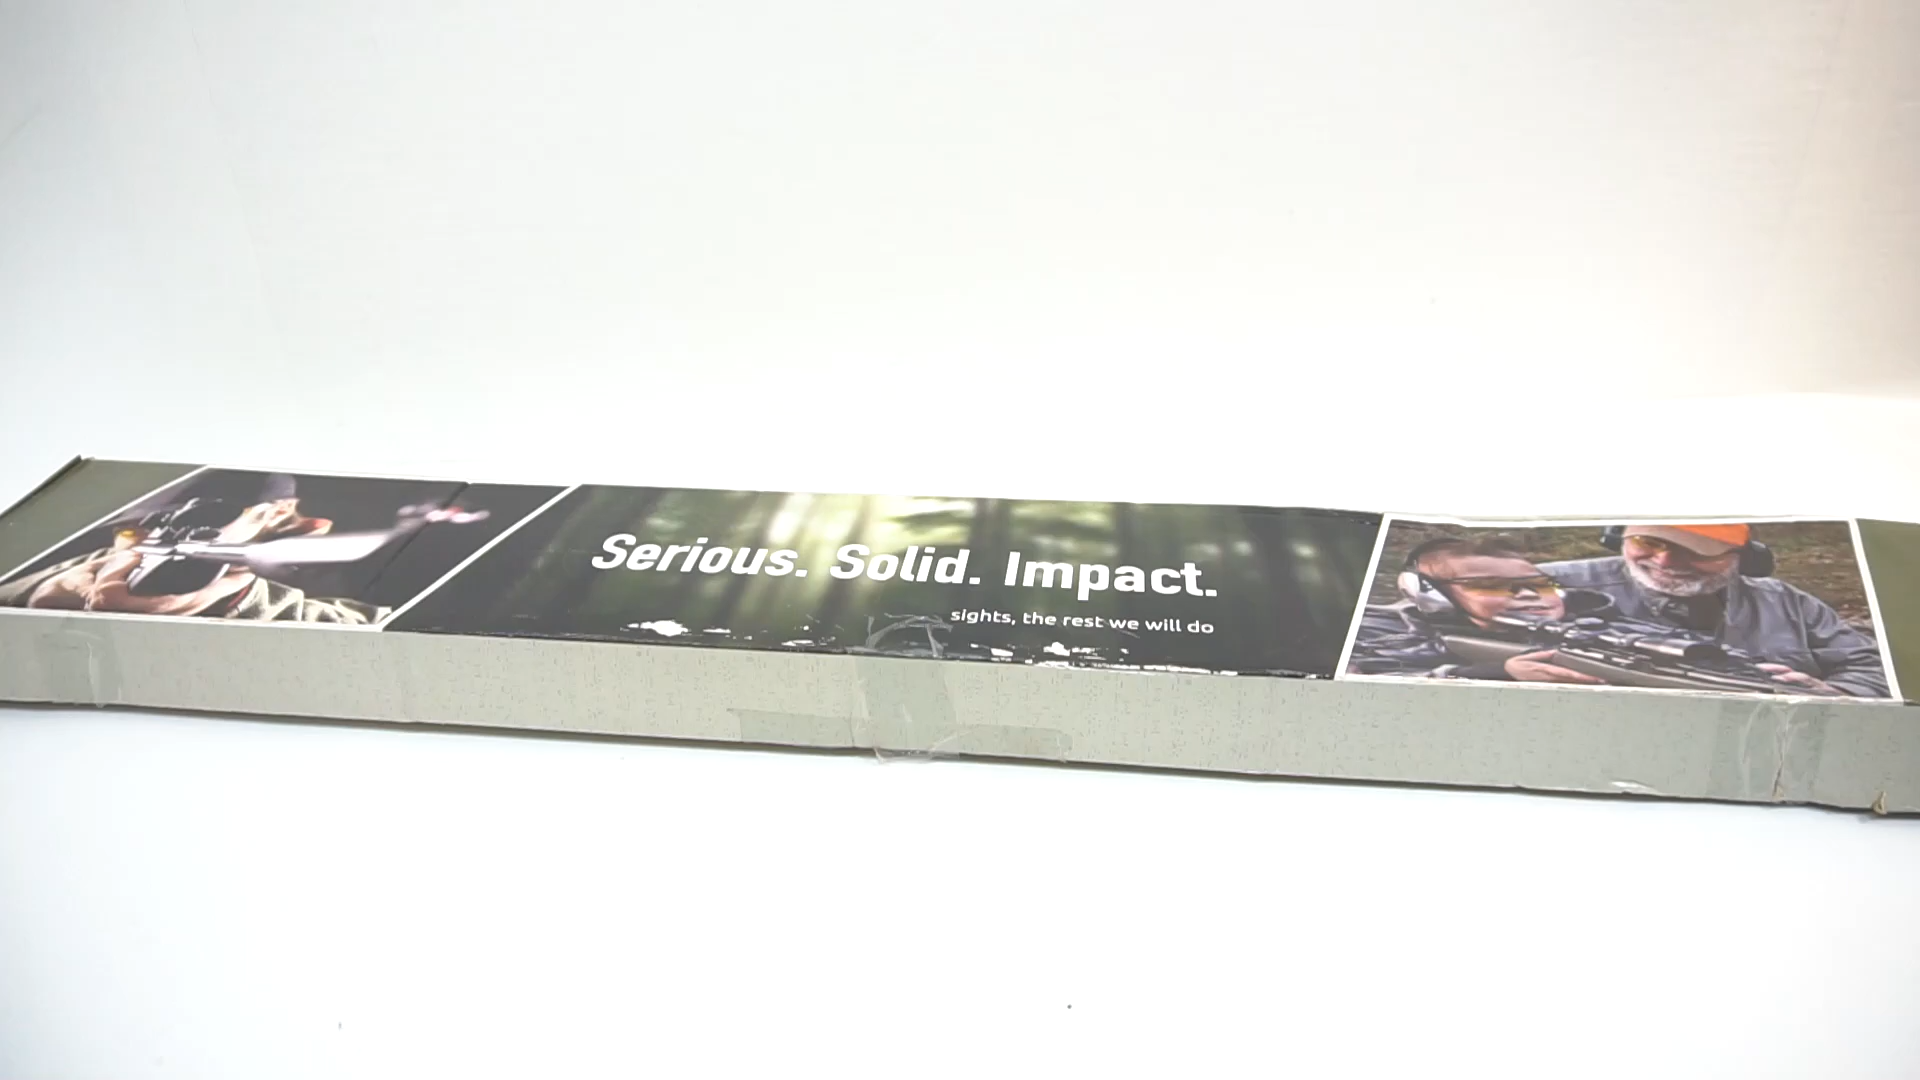 Serious. Solid. Impact.
sights, the rest we will do